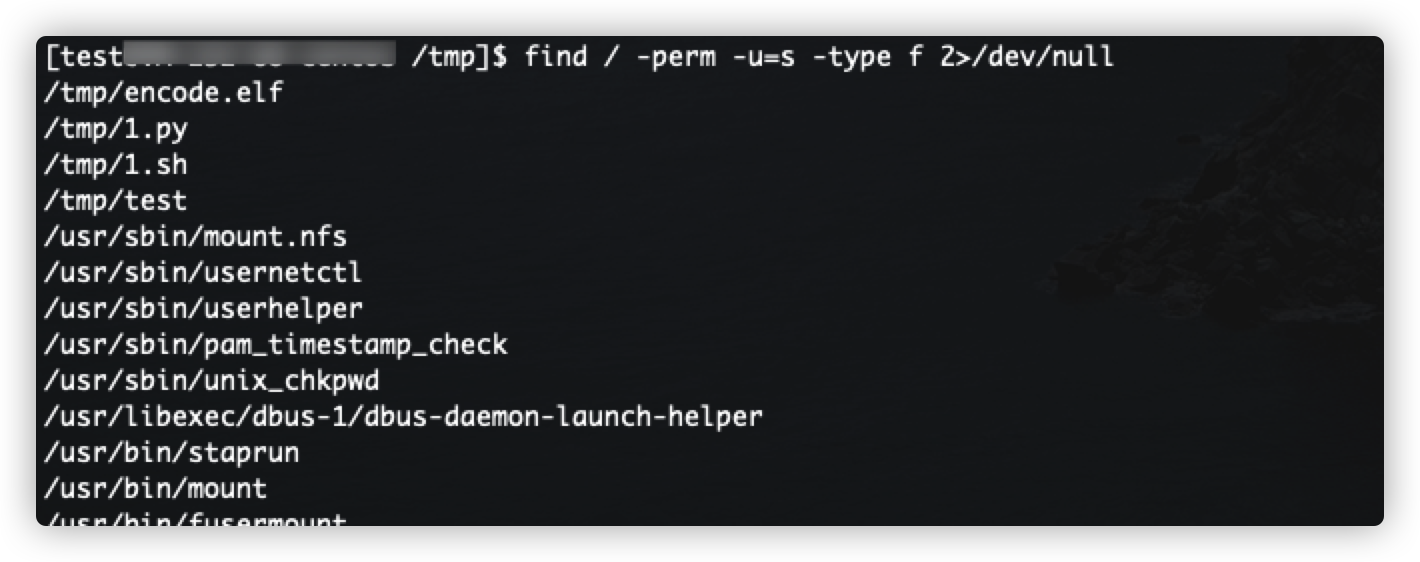 [test /tmp]$ find / -perm -u=s -type f 2>/dev/null
/tmp/encode.elf
/tmp/1.py
/tmp/1.sh
/tmp/test
/usr/sbin/mount.nfs
/usr/sbin/usernetctl
/usr/sbin/userhelper
/usr/sbin/pam_timestamp_check
/usr/sbin/unix_chkpwd
/usr/libexec/dbus-1/dbus-daemon-launch-helper
/usr/bin/staprun
/usr/bin/mount
/usr/bin/fusermount